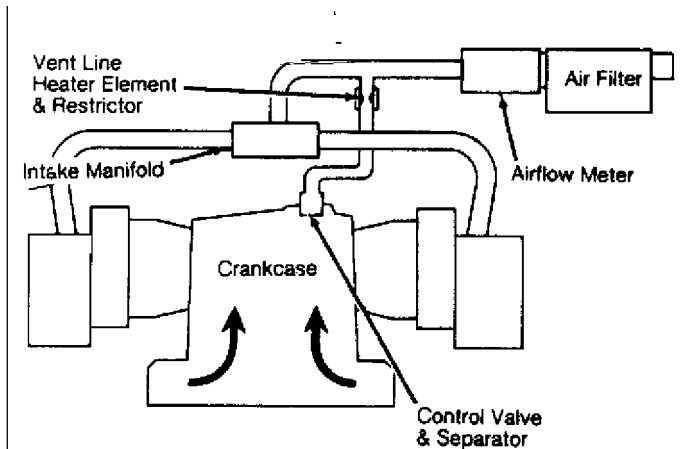 Vent Line
Heater Element
& Restrictor
Air Filter
Intake Manifold
Airflow Meter
Crankcase
Control Valve
& Separator